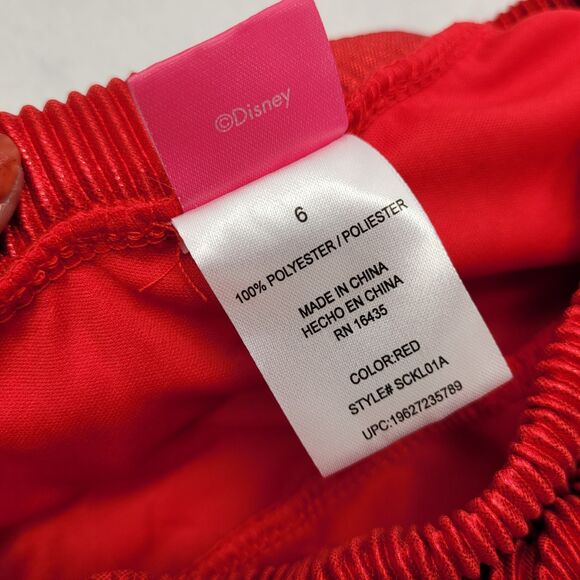 ©Disney
6
100% POLYESTER / POLIESTER
MADE IN CHINA
HECHO EN CHINA
RN 16435
COLOR:RED
STYLE# SCKL01A
UPC:19627235789